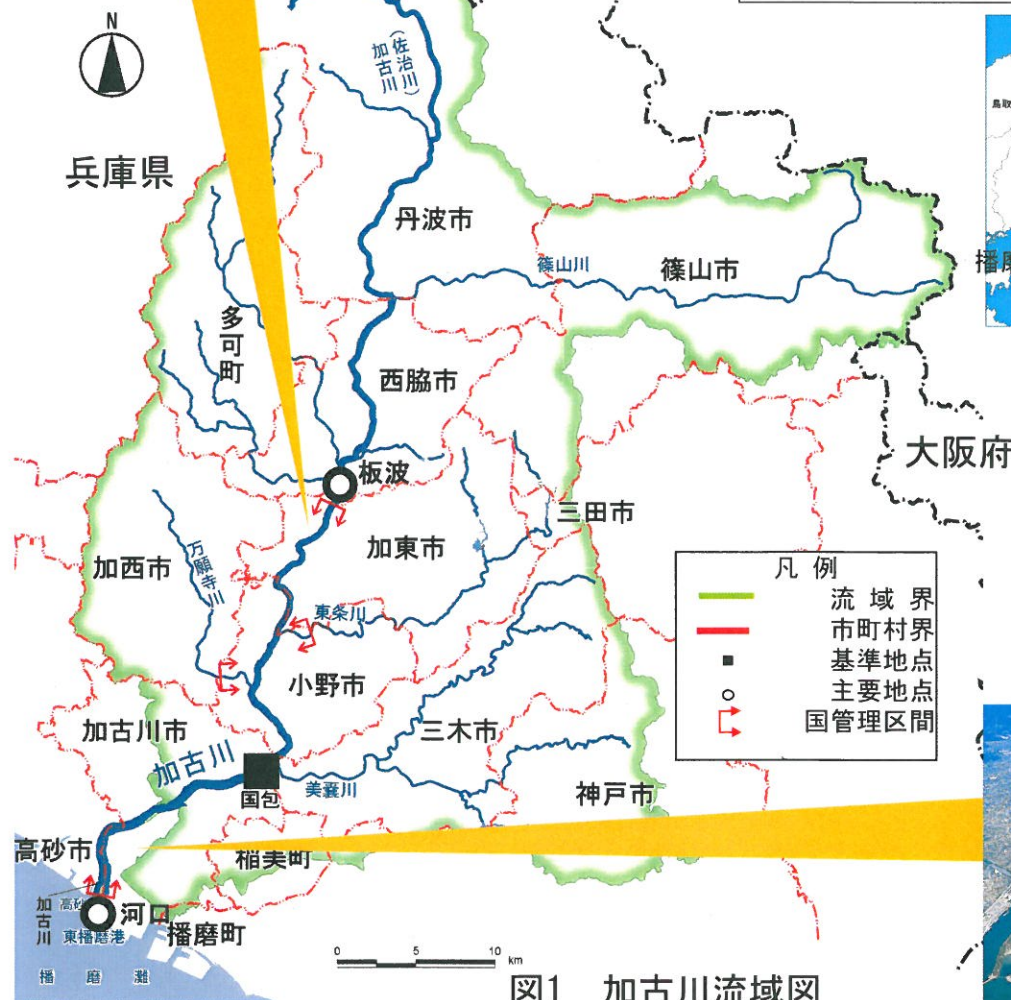 N
兵庫県
加古川
(佐治川)
鳥取
丹波市
篠山川
篠山市
播磨
多可町
西脇市
大阪府
板波
三田市
加西市
万願寺川
加東市
東条川
小野市
凡 例
流 域 界
市町村界
基準地点
主要地点
国管理区間
加古川市
加古川
三木市
国包
美嚢川
神戸市
高砂市
稲美町
加古川
高砂
河口
東播磨港
播磨町
播 磨 灘
0 5 10 km
図1 加古川流域図